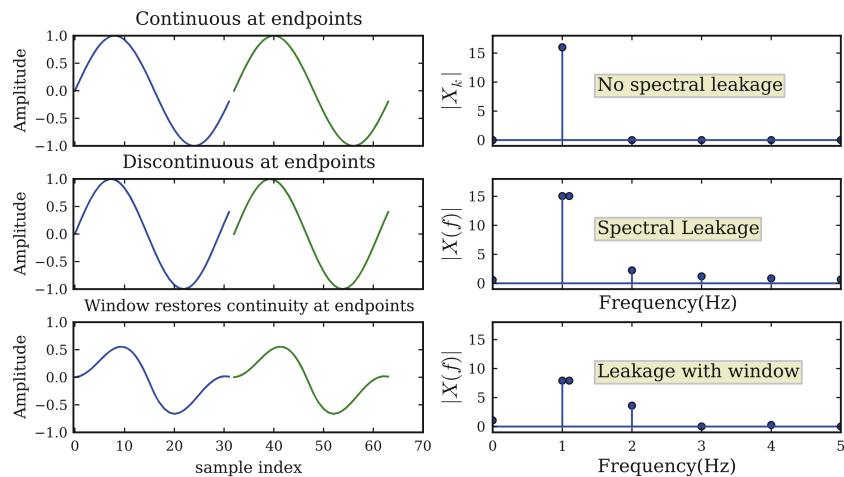 Continuous at endpoints
1.0
0.5
0.0
−0.5
−1.0
Amplitude
|X_k|
15
10
5
0
No spectral leakage
Discontinuous at endpoints
1.0
0.5
0.0
−0.5
−1.0
Amplitude
|X(f)|
15
10
5
0
Spectral Leakage
Frequency(Hz)
Window restores continuity at endpoints
1.0
0.5
0.0
−0.5
−1.0
Amplitude
0 10 20 30 40 50 60 70
sample index
|X(f)|
15
10
5
0
Leakage with window
0 1 2 3 4 5
Frequency(Hz)